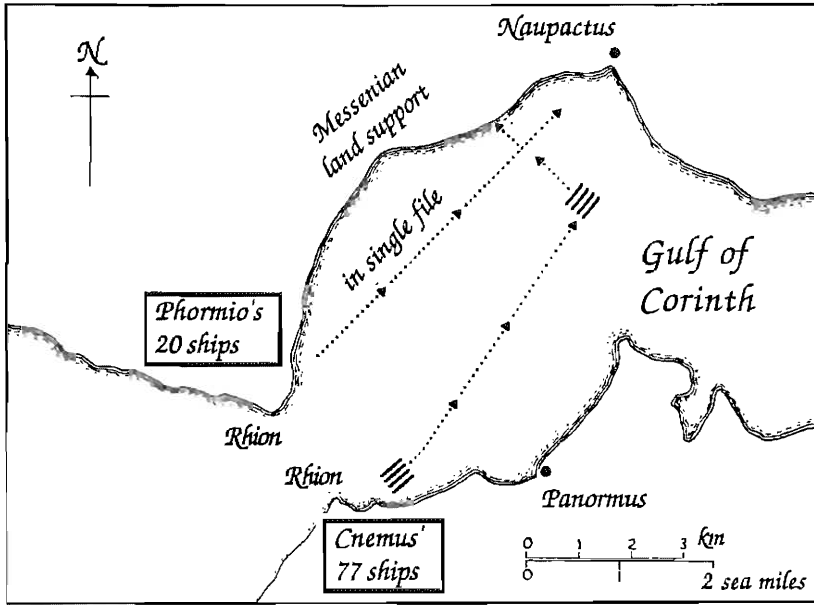 Naupactus
N
Messenian
land support
in single file
Gulf of
Corinth
Phormio's
20 ships
Rhion
Rhion
Panormus
Cnemus'
77 ships
0 1 2 3 km
0 1 2 sea miles